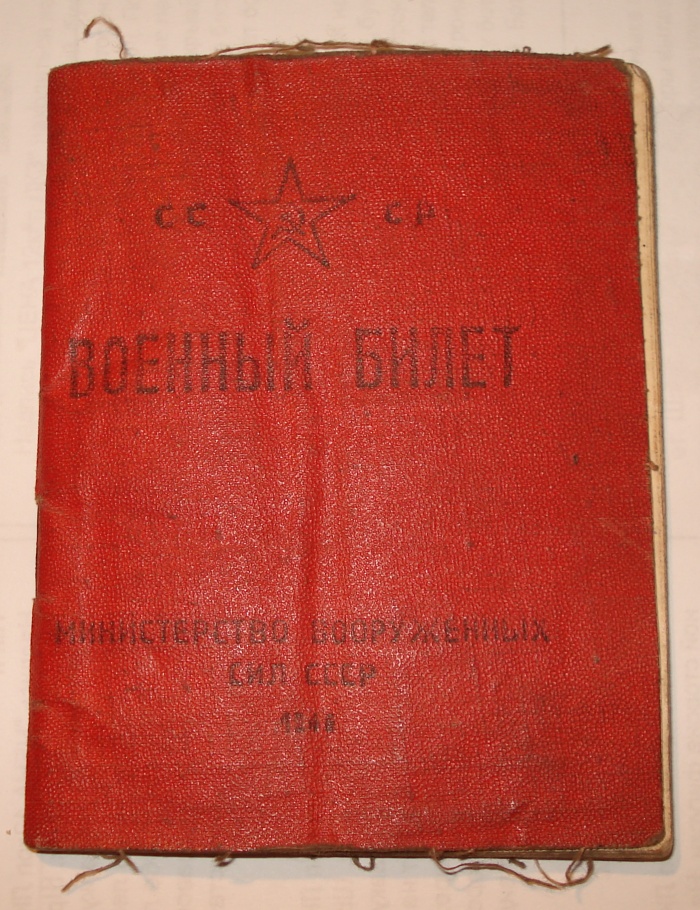 СС СР
ВОЕННЫЙ БИЛЕТ
МИНИСТЕРСТВО ВООРУЖЕННЫХ
СИЛ СССР